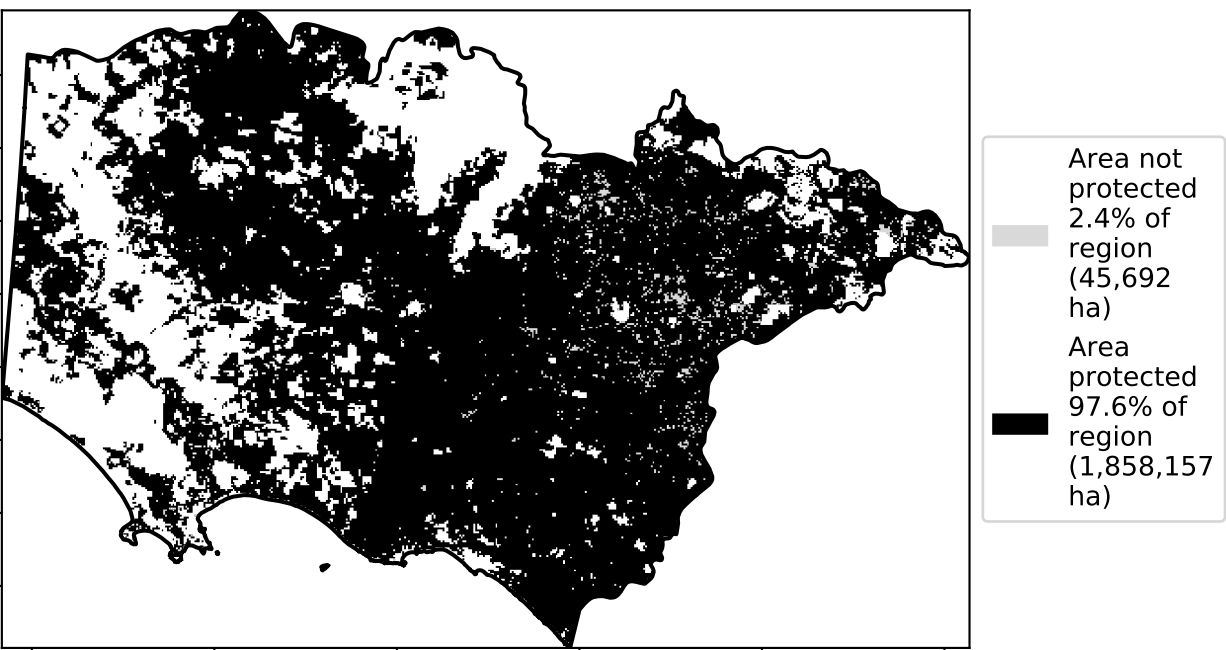 Area not
protected
2.4% of
region
(45,692
ha)
Area
protected
97.6% of
region
(1,858,157
ha)